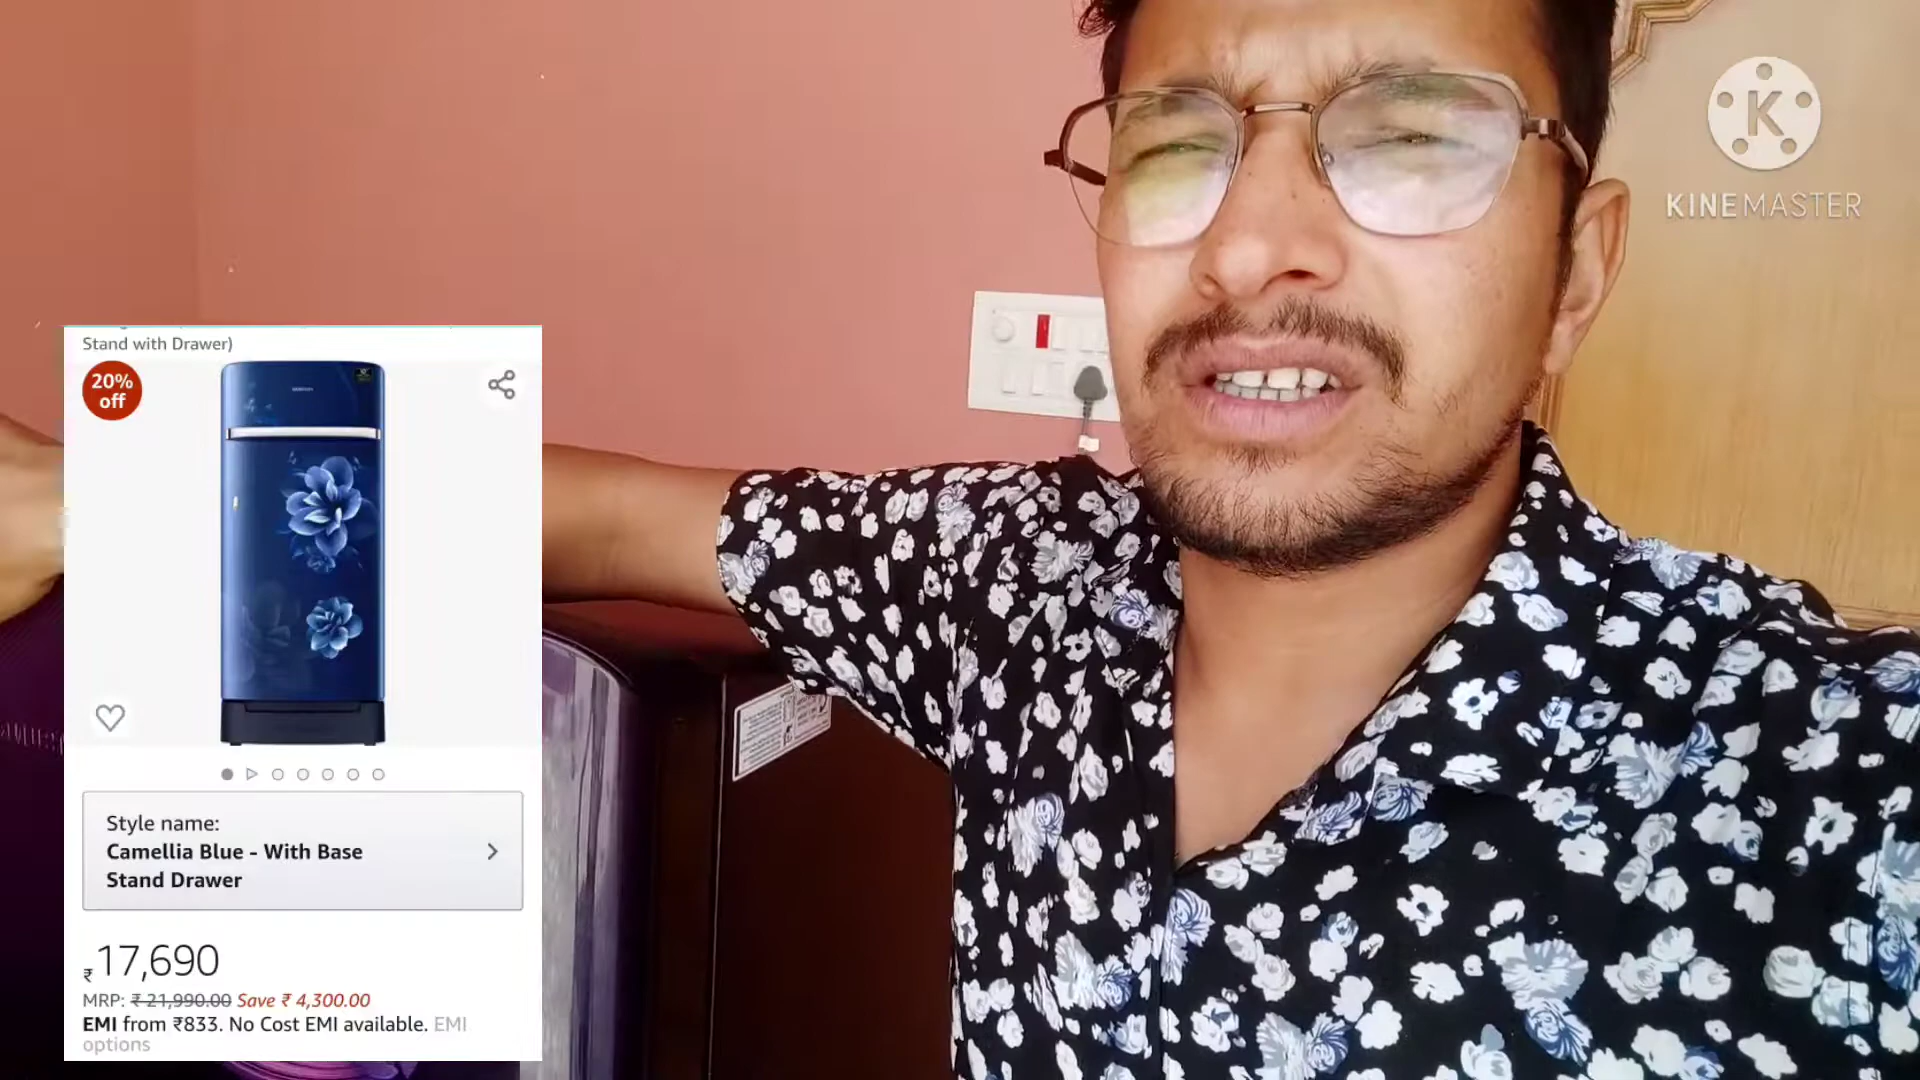 Stand with Drawer)
20%
off
SAMSUNG
Style name:
Camellia Blue - With Base
Stand Drawer
₹17,690
MRP: ₹ 21,990.00 Save ₹ 4,300.00
EMI from ₹833. No Cost EMI available. EMI
options
K
KINEMASTER